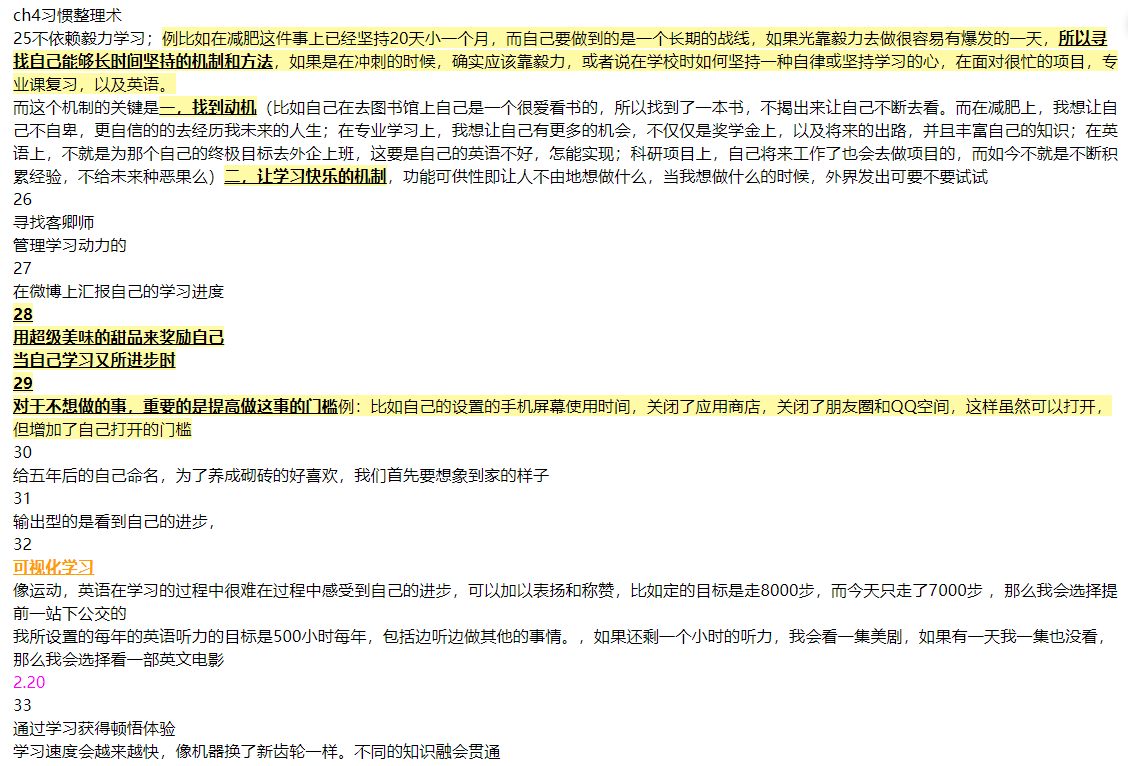 ch4习惯整理术
25不依赖毅力学习；例比如在减肥这件事上已经坚持20天小一个月，而自己要做到的是一个长期的战线，如果光靠毅力去做很容易有爆发的一天，所以寻
找自己能够长时间坚持的机制和方法，如果是在冲刺的时候，确实应该靠毅力，或者说在学校时如何坚持一种自律或坚持学习的心，在面对很忙的项目，专
业课复习，以及英语。
而这个机制的关键是一，找到动机（比如自己在去图书馆上自己是一个很爱看书的，所以找到了一本书，不揭出来让自己不断去看。而在减肥上，我想让自
己不自卑，更自信的的去经历我未来的人生；在专业学习上，我想让自己有更多的机会，不仅仅是奖学金上，以及将来的出路，并且丰富自己的知识；在英
语上，不就是为那个自己的终极目标去外企上班，这要是自己的英语不好，怎能实现；科研项目上，自己将来工作了也会去做项目的，而如今不就是不断积
累经验，不给未来种恶果么）二，让学习快乐的机制，功能可供性即让人不由地想做什么，当我想做什么的时候，外界发出可要不要试试
26
寻找客卿师
管理学习动力的
27
在微博上汇报自己的学习进度
28
用超级美味的甜品来奖励自己
当自己学习又所进步时
29
对于不想做的事，重要的是提高做这事的门槛例：比如自己的设置的手机屏幕使用时间，关闭了应用商店，关闭了朋友圈和QQ空间，这样虽然可以打开，
但增加了自己打开的门槛
30
给五年后的自己命名，为了养成砌砖的好喜欢，我们首先要想象到家的样子
31
输出型的是看到自己的进步，
32
可视化学习
像运动，英语在学习的过程中很难在过程中感受到自己的进步，可以加以表扬和称赞，比如定的目标是走8000步，而今天只走了7000步 ，那么我会选择提
前一站下公交的
我所设置的每年的英语听力的目标是500小时每年，包括边听边做其他的事情。，如果还剩一个小时的听力，我会看一集美剧，如果有一天我一集也没看，
那么我会选择看一部英文电影
2.20
33
通过学习获得顿悟体验
学习速度会越来越快，像机器换了新齿轮一样。不同的知识融会贯通